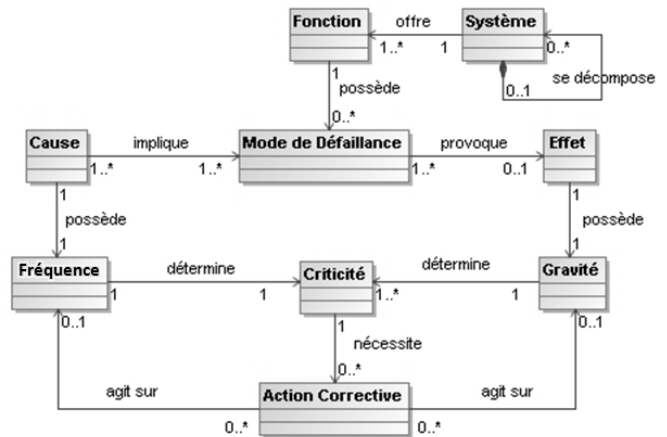 Fonction
offre
Système
1..*
1
0..*
se décompose
0..1
1
possède
0..*
Cause
implique
Mode de Défaillance
provoque
Effet
1..*
1..*
1..*
0..1
1
possède
1
1
possède
1
Fréquence
détermine
Criticité
détermine
Gravité
1
1
1..*
1
0..1
1
nécessite
0..*
0..1
agit sur
Action Corrective
agit sur
0..*
0..*